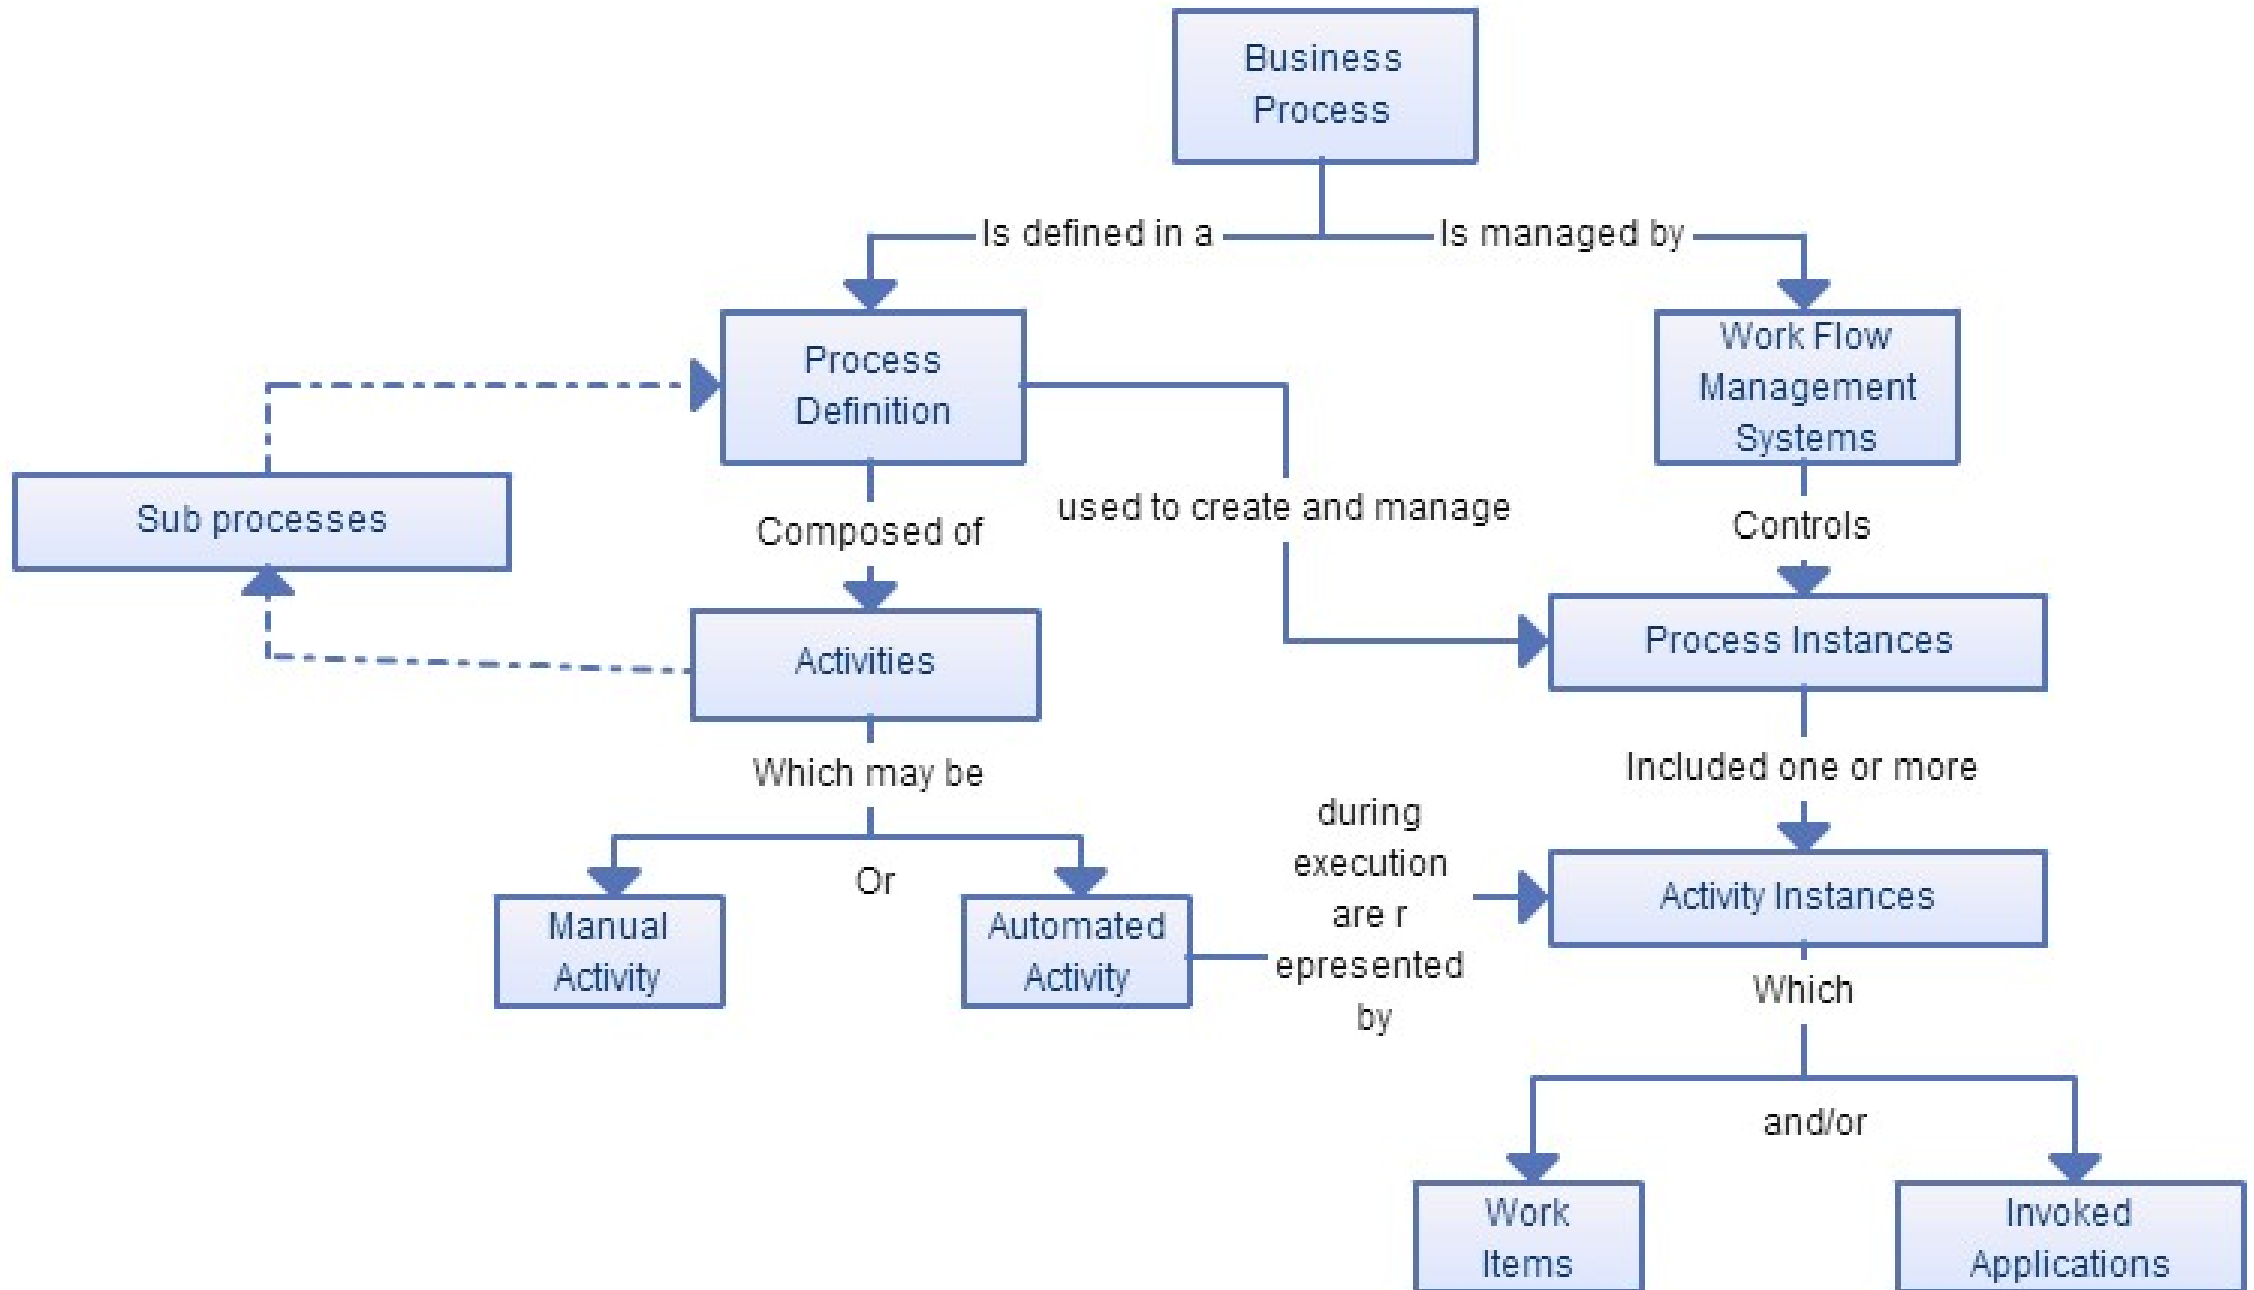 Business
Process
Is defined in a
Is managed by
Process
Definition
Work Flow
Management
Systems
Sub processes
Composed of
used to create and manage
Controls
Activities
Process Instances
Which may be
Included one or more
Or
during
execution
are r
epresented
by
Manual
Activity
Automated
Activity
Activity Instances
Which
and/or
Work
Items
Invoked
Applications